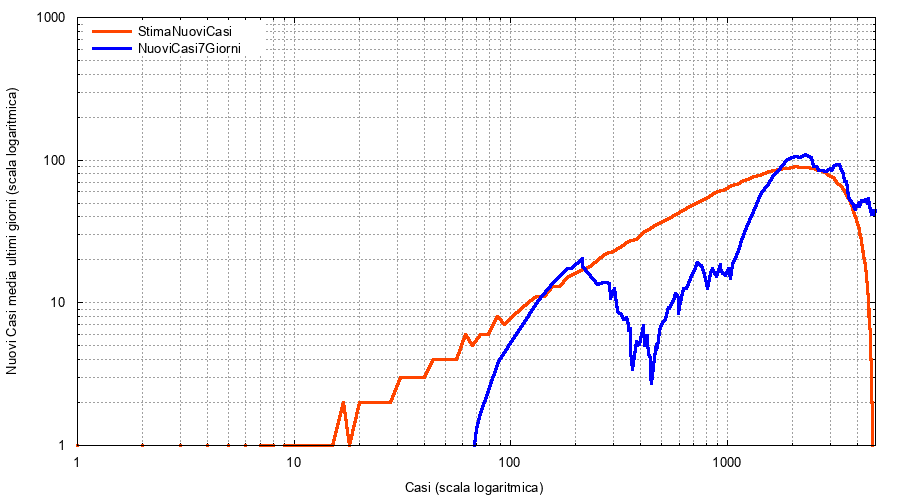 1000
StimaNuoviCasi
NuoviCasi7Giorni
100
10
1
Nuovi Casi media ultimi giorni (scala logaritmica)
1 10 100 1000
Casi (scala logaritmica)